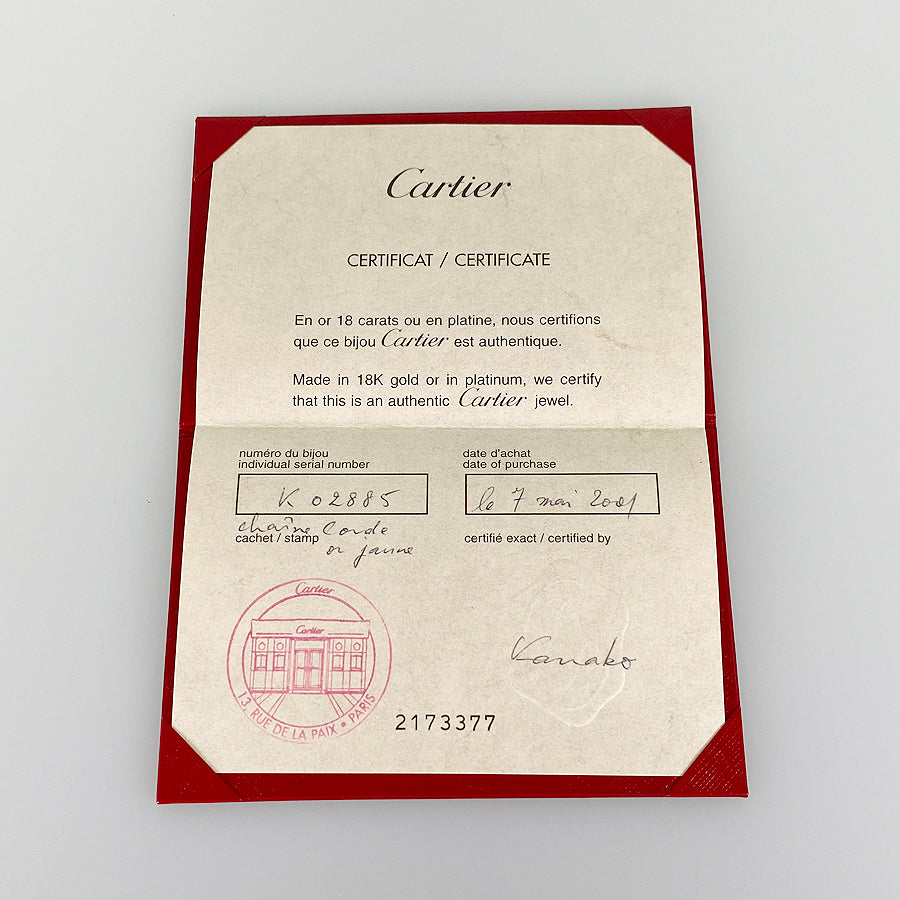 Cartier
CERTIFICAT / CERTIFICATE
En or 18 carats ou en platine, nous certifions
que ce bijou Cartier est authentique.
Made in 18K gold or in platinum, we certify
that this is an authentic Cartier jewel.
numéro du bijou
individual serial number
K 02885
chaîne Corde
or jaune
cachet / stamp
date d'achat
date of purchase
le 7 mai 2001
certifié exact / certified by
Kanako
Cartier
Cartier
13, RUE DE LA PAIX • PARIS
2173377